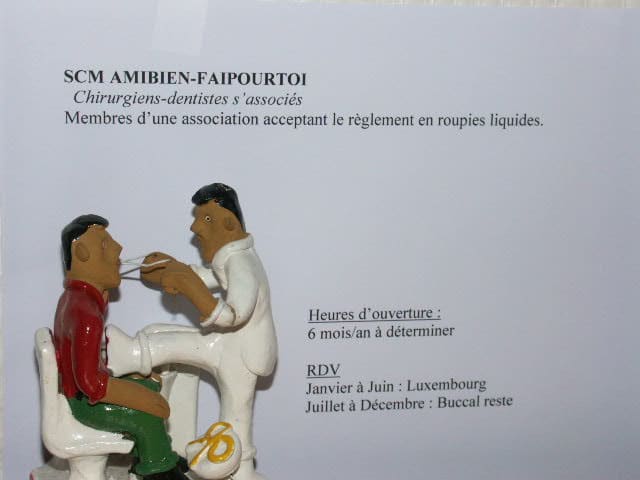 SCM AMIBIEN-FAIPOURTOI
Chirurgiens-dentistes s’associés
Membres d’une association acceptant le règlement en roupies liquides.
Heures d’ouverture :
6 mois/an à déterminer
RDV
Janvier à Juin : Luxembourg
Juillet à Décembre : Buccal reste